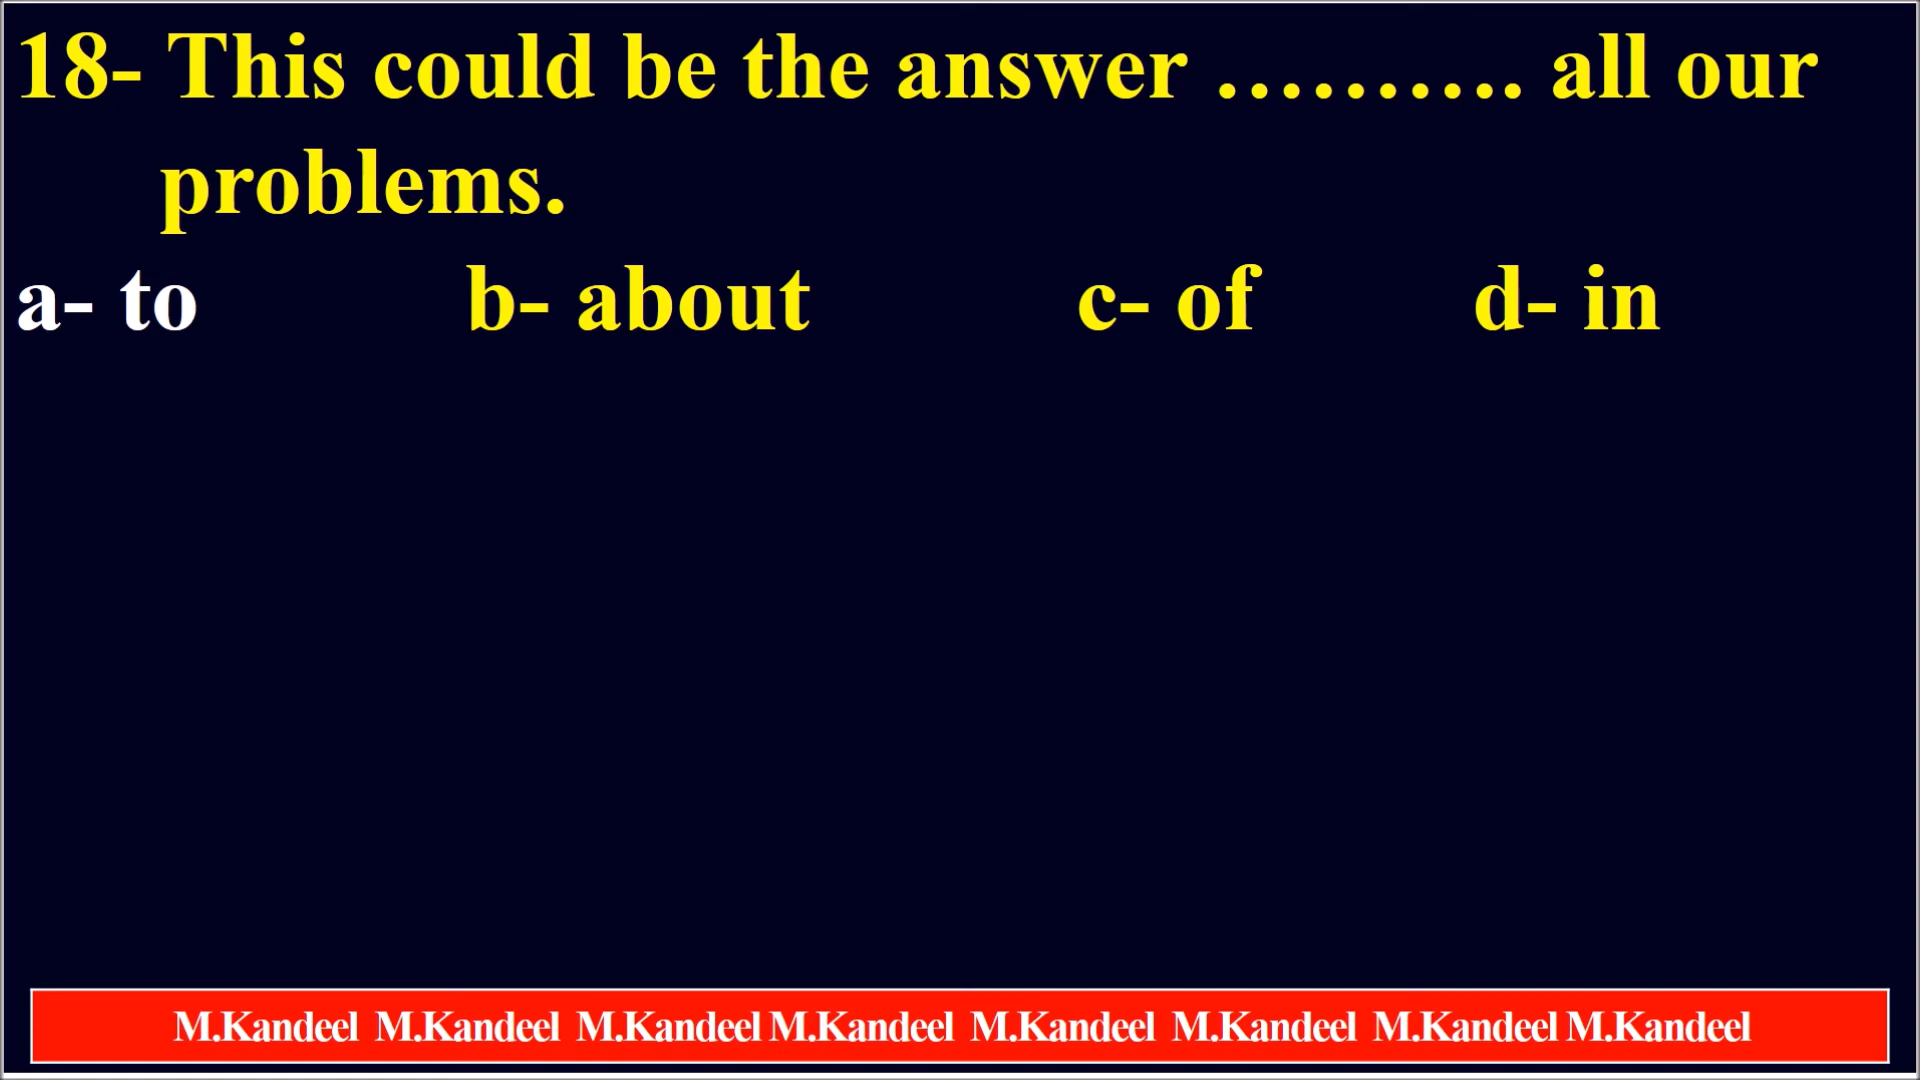 18- This could be the answer .......... all our
problems.
a- to b- about c- of d- in
M.Kandeel M.Kandeel M.Kandeel M.Kandeel M.Kandeel M.Kandeel M.Kandeel M.Kandeel